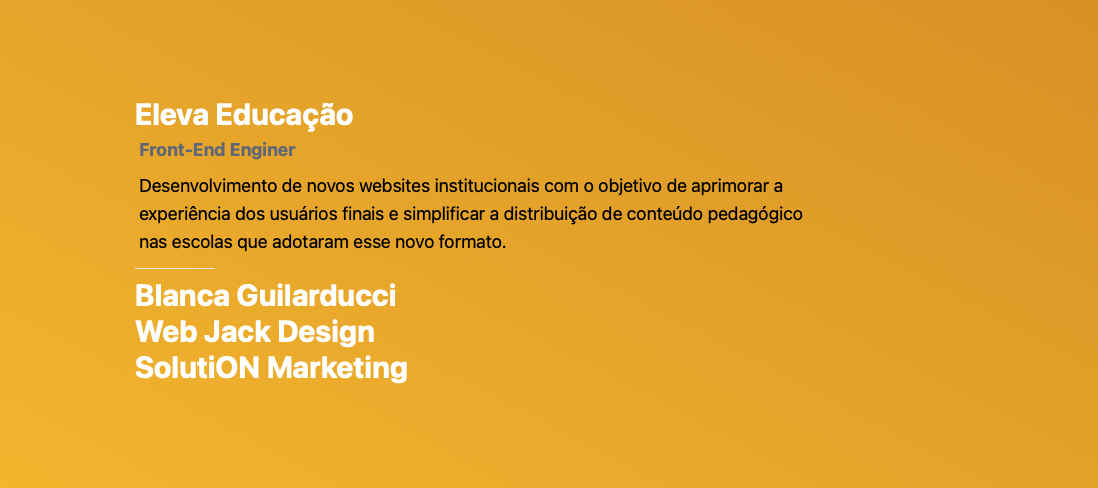 Eleva Educação
Front-End Enginer
Desenvolvimento de novos websites institucionais com o objetivo de aprimorar a
experiência dos usuários finais e simplificar a distribuição de conteúdo pedagógico
nas escolas que adotaram esse novo formato.
Blanca Guilarducci
Web Jack Design
SolutiON Marketing